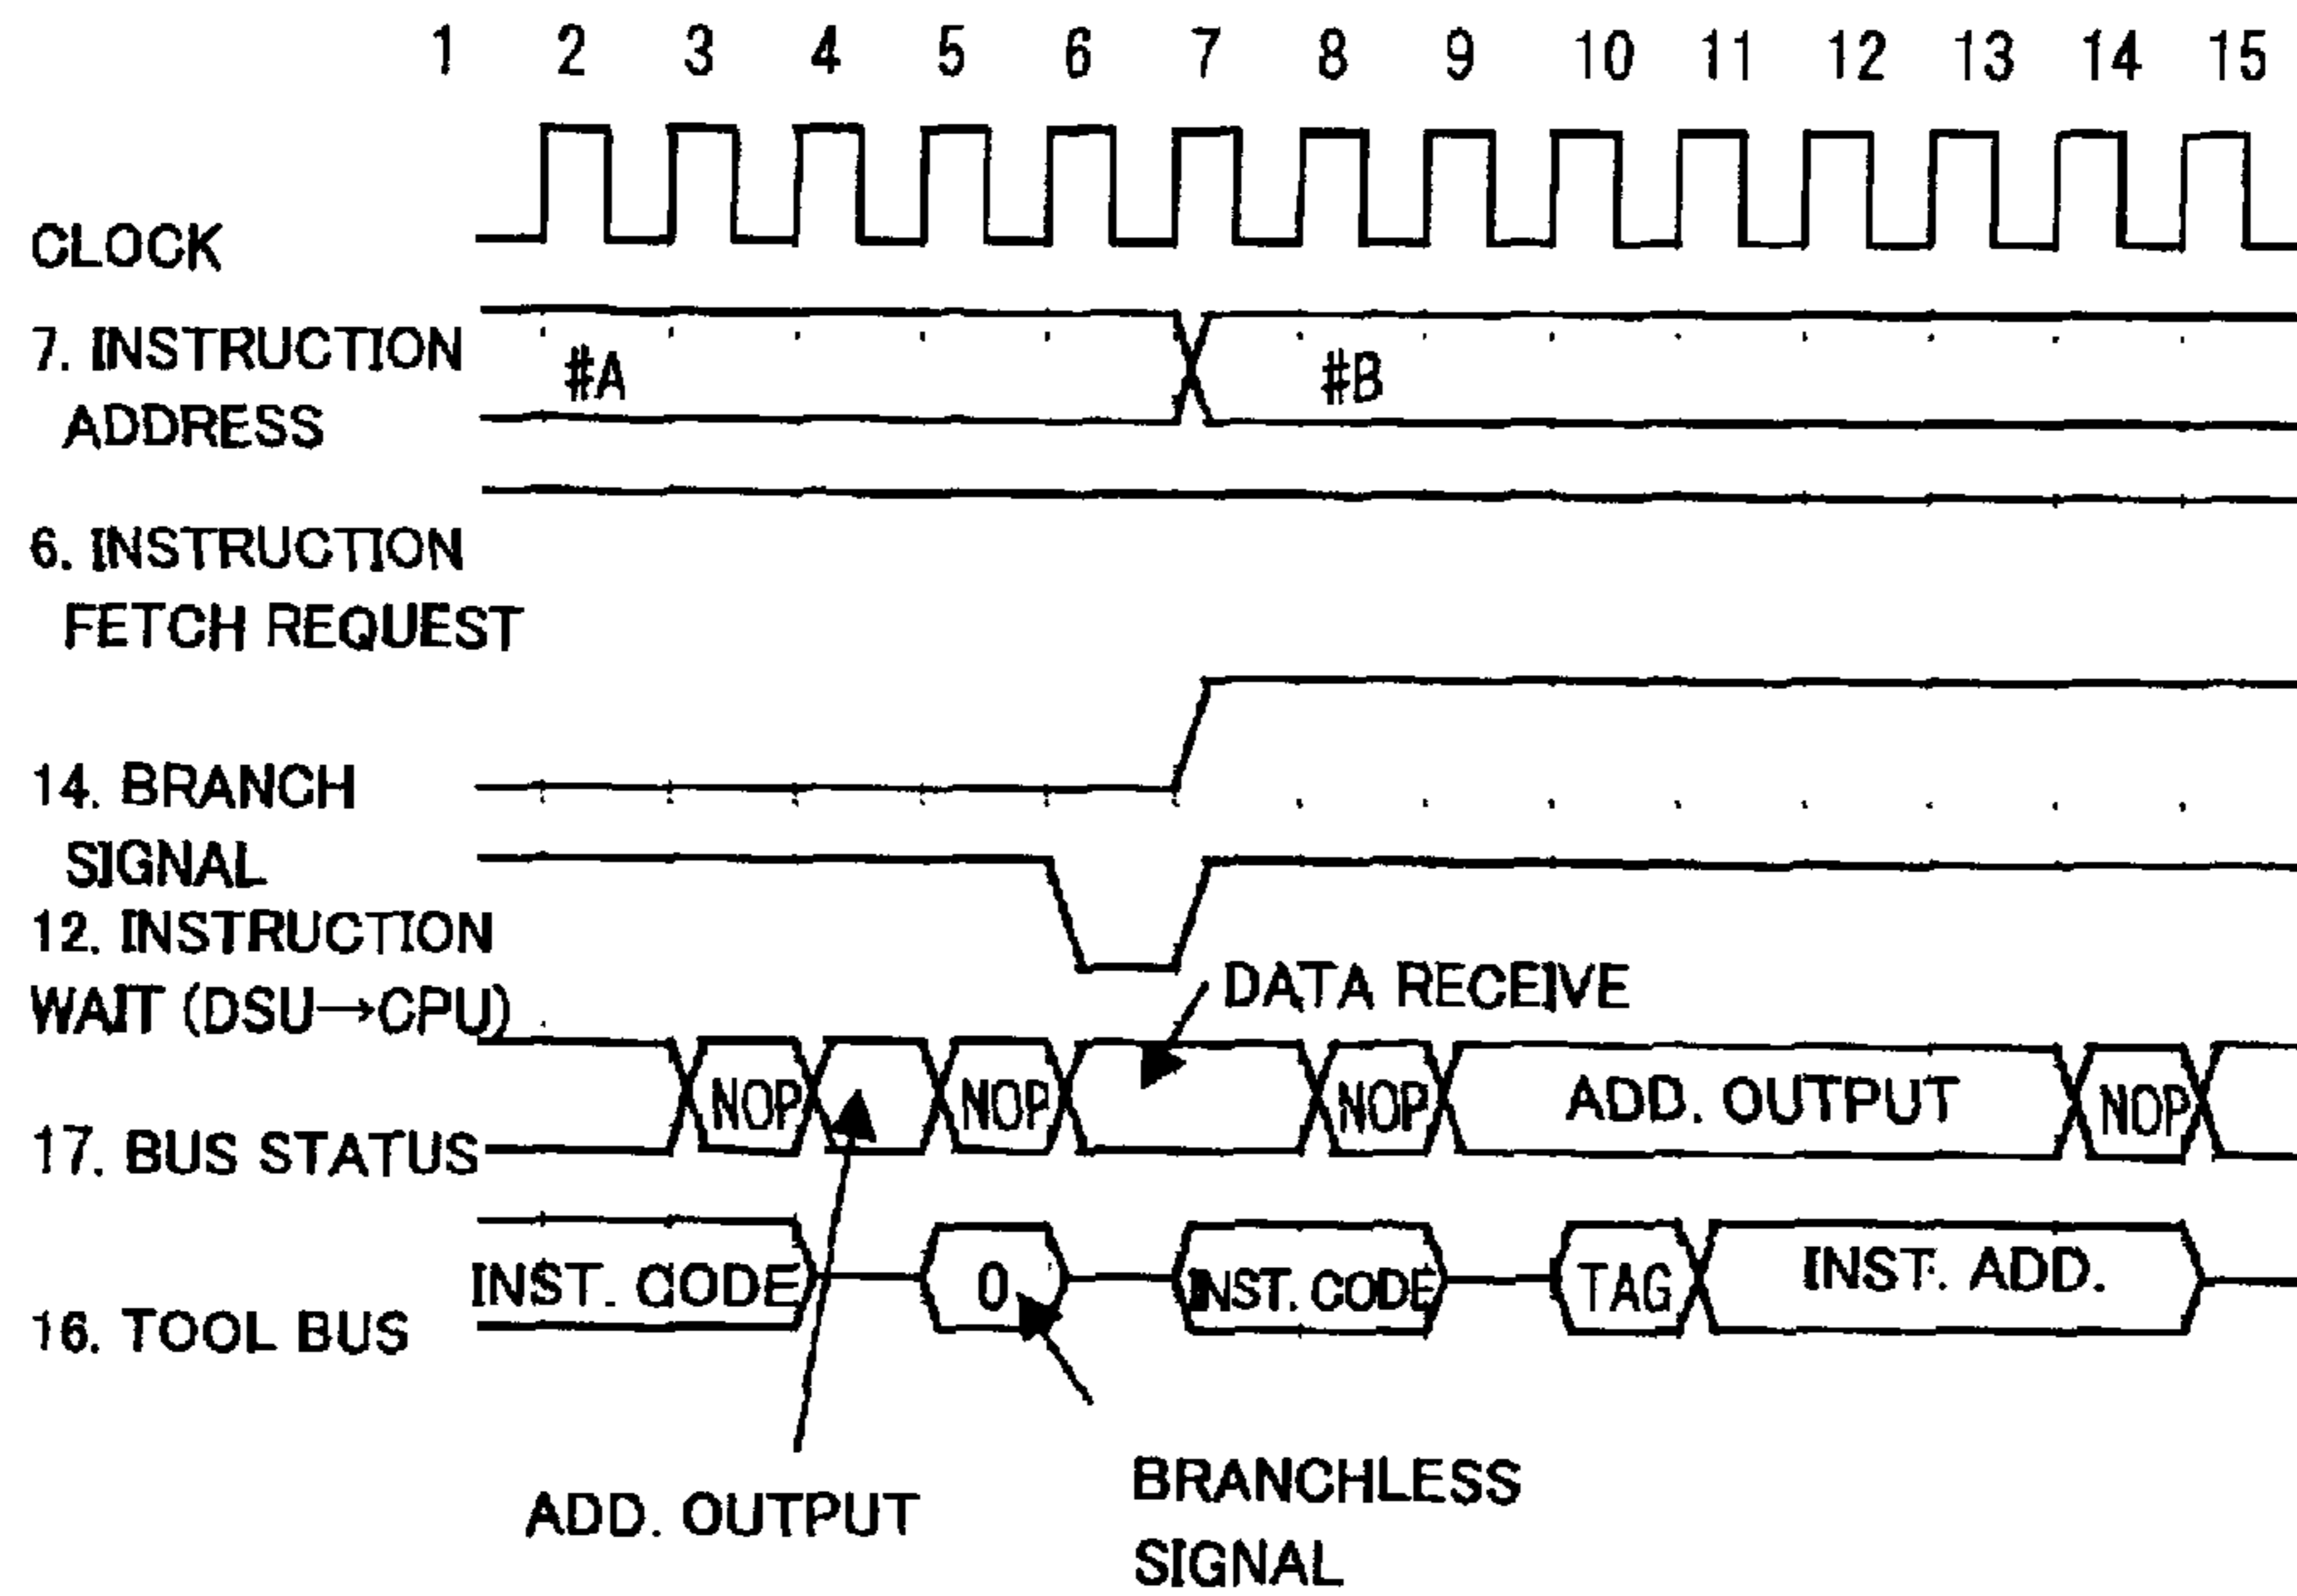 1 2 3 4 5 6 7 8 9 10 11 12 13 14 15
CLOCK
7. INSTRUCTION
ADDRESS
#A #B
6. INSTRUCTION
FETCH REQUEST
14. BRANCH
SIGNAL
12. INSTRUCTION
WAIT (DSU→CPU)
DATA RECEIVE
17. BUS STATUS
NOP NOP NOP ADD. OUTPUT NOP
16. TOOL BUS
INST. CODE 0 INST. CODE TAG INST. ADD.
ADD. OUTPUT
BRANCHLESS
SIGNAL